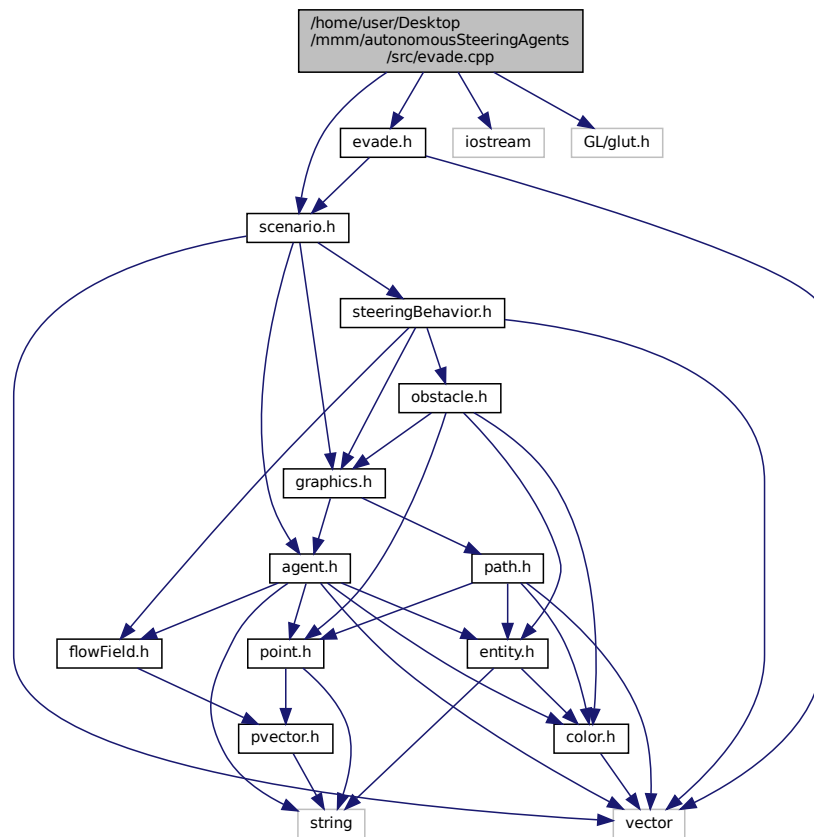 /home/user/Desktop
/mmm/autonomousSteeringAgents
/src/evade.cpp
evade.h
iostream
GL/glut.h
scenario.h
steeringBehavior.h
obstacle.h
graphics.h
agent.h
path.h
flowField.h
point.h
entity.h
pvector.h
color.h
string
vector